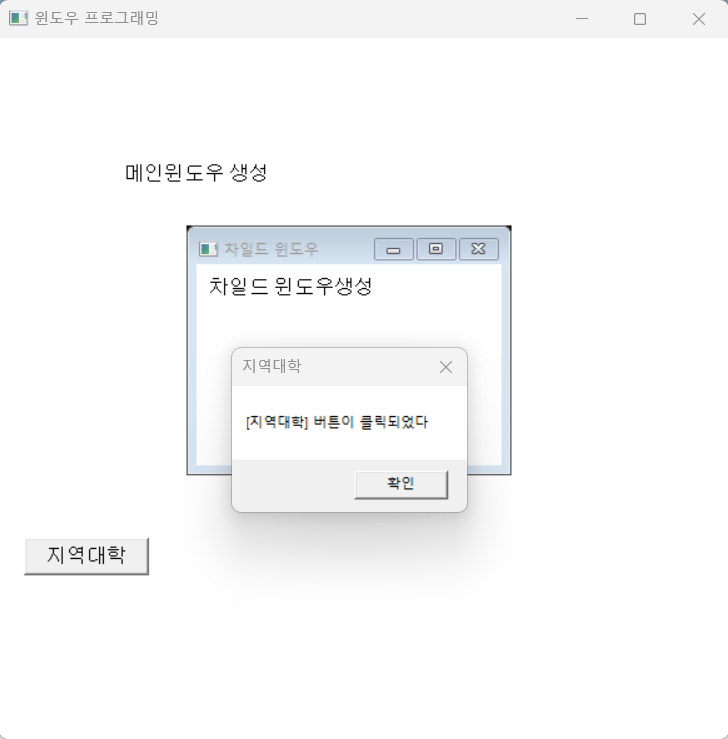 윈도우 프로그래밍
메인윈도우 생성
차일드 윈도우
차일드 윈도우생성
지역대학
[지역대학] 버튼이 클릭되었다
확인
지역대학